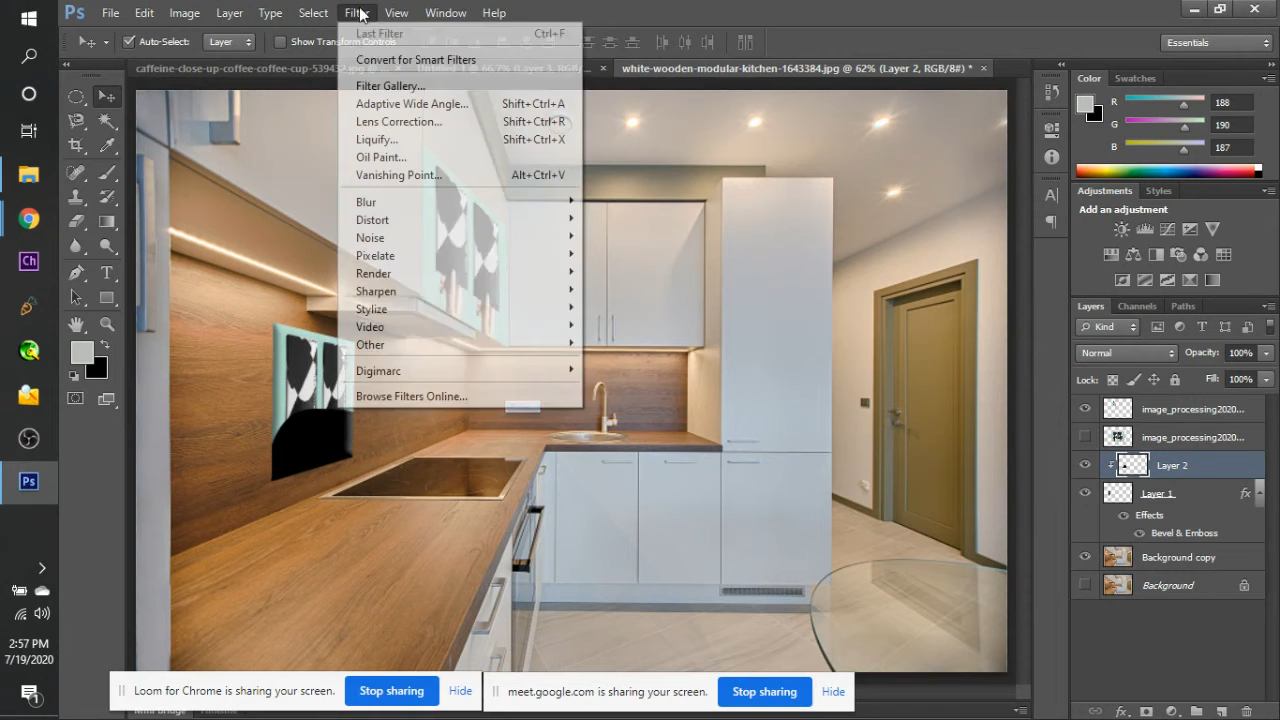 Ps File Edit Image Layer Type Select Filter View Window Help
Auto-Select: Layer Show Transform Controls Essentials
caffeine-close-up-coffee-coffee-cup-539432 white-wooden-modular-kitchen-1643384.jpg @ 62% (Layer 2, RGB/8#) *
Last Filter Ctrl+F
Convert for Smart Filters
Filter Gallery...
Adaptive Wide Angle... Shift+Ctrl+A
Lens Correction... Shift+Ctrl+R
Liquify... Shift+Ctrl+X
Oil Paint...
Vanishing Point... Alt+Ctrl+V
Blur
Distort
Noise
Pixelate
Render
Sharpen
Stylize
Video
Other
Digimarc
Browse Filters Online...
Color Swatches
R 188
G 190
B 187
Adjustments Styles
Add an adjustment
Layers Channels Paths
Kind
Normal Opacity: 100%
Lock: Fill: 100%
image_processing2020...
image_processing2020...
Layer 2
Layer 1 fx
Effects
Bevel & Emboss
Background copy
Background
Ch
Ps
2:57 PM
7/19/2020
1
Loom for Chrome is sharing your screen. Stop sharing Hide
meet.google.com is sharing your screen. Stop sharing Hide
Mini Bridge Timeline